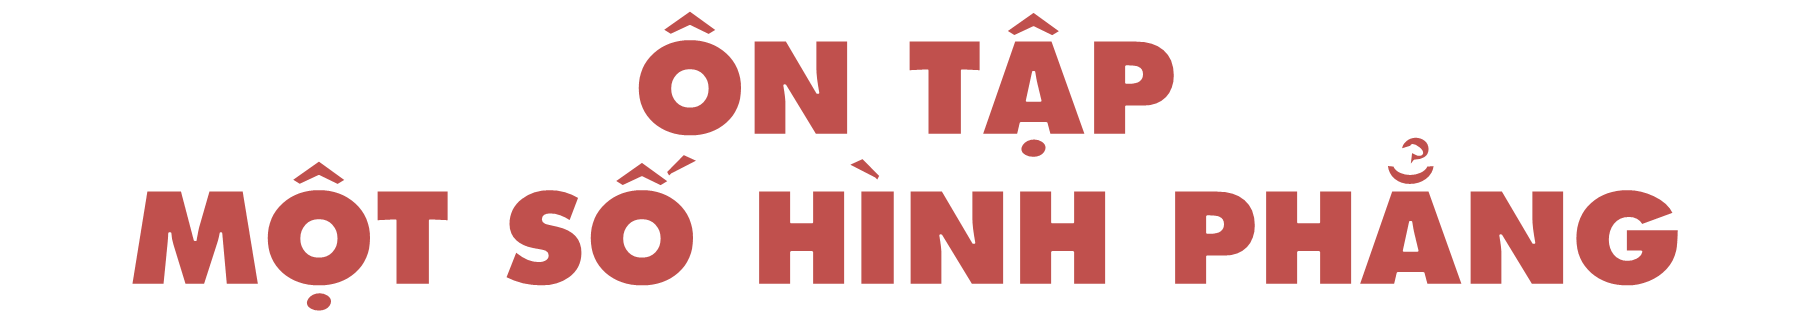 ÔN TẬP
MỘT SỐ HÌNH PHẲNG